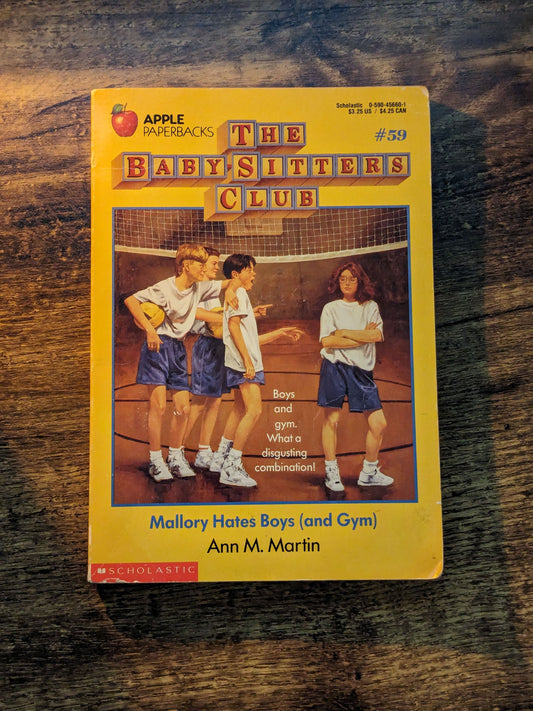 APPLE
PAPERBACKS
Scholastic 0-590-45660-1
$3.25 US / $4.25 CAN
#59
THE
BABY-SITTERS
CLUB
Boys
and
gym.
What a
disgusting
combination!
Mallory Hates Boys (and Gym)
Ann M. Martin
SCHOLASTIC